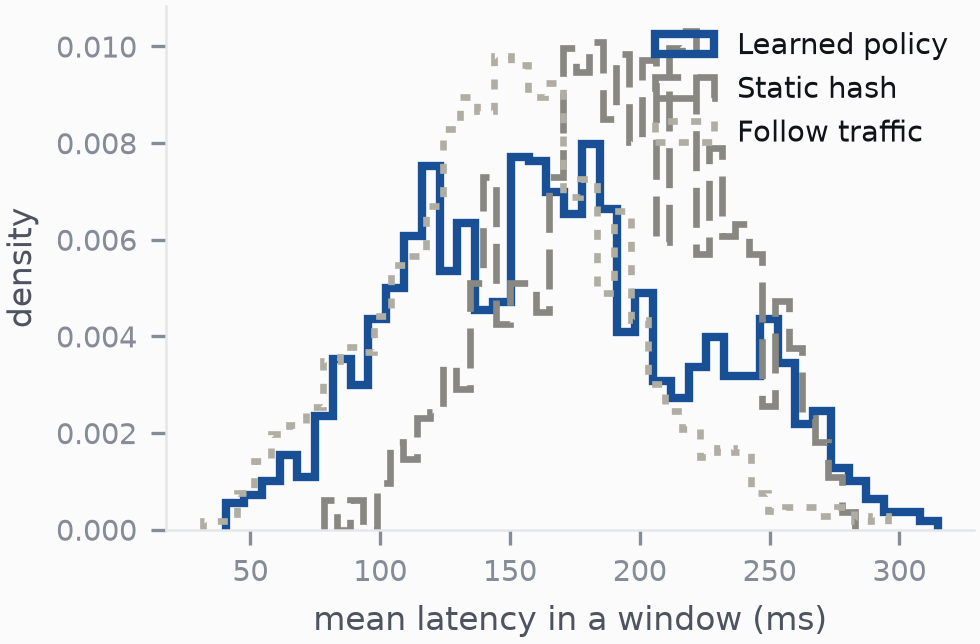 0.010
0.008
0.006
0.004
0.002
0.000
density
50
100
150
200
250
300
mean latency in a window (ms)
Learned policy
Static hash
Follow traffic